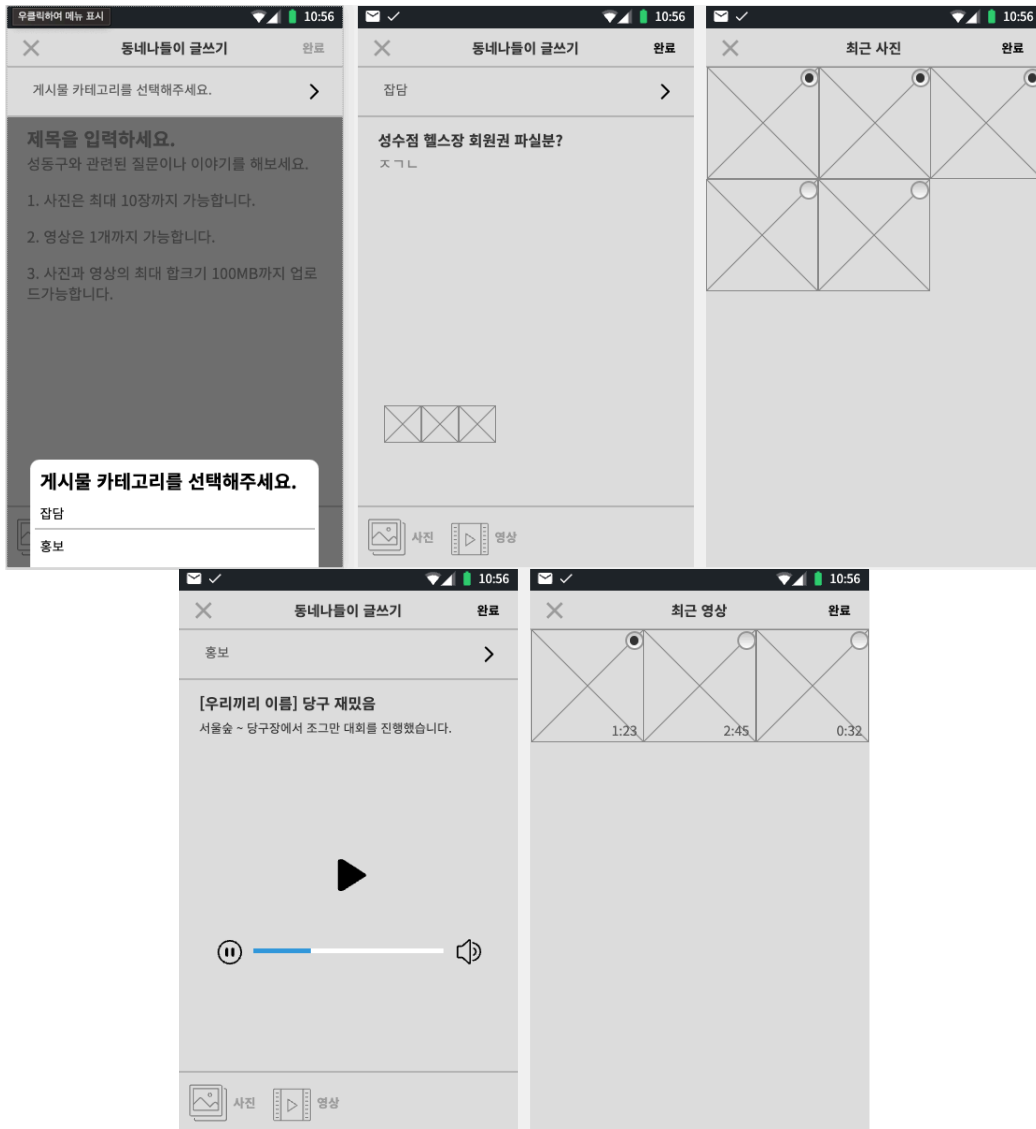 우클릭하여 메뉴 표시
10:56
동네나들이 글쓰기
완료
게시물 카테고리를 선택해주세요.
제목을 입력하세요.
성동구와 관련된 질문이나 이야기를 해보세요.
1. 사진은 최대 10장까지 가능합니다.
2. 영상은 1개까지 가능합니다.
3. 사진과 영상의 최대 합크기 100MB까지 업로
드가능합니다.
게시물 카테고리를 선택해주세요.
잡담
홍보
10:56
동네나들이 글쓰기
완료
잡담
성수점 헬스장 회원권 파실분?
ㅈㄱㄴ
사진
영상
10:56
최근 사진
완료
10:56
동네나들이 글쓰기
완료
홍보
[우리끼리 이름] 당구 재밌음
서울숲 ~ 당구장에서 조그만 대회를 진행했습니다.
사진
영상
10:56
최근 영상
완료
1:23
2:45
0:32